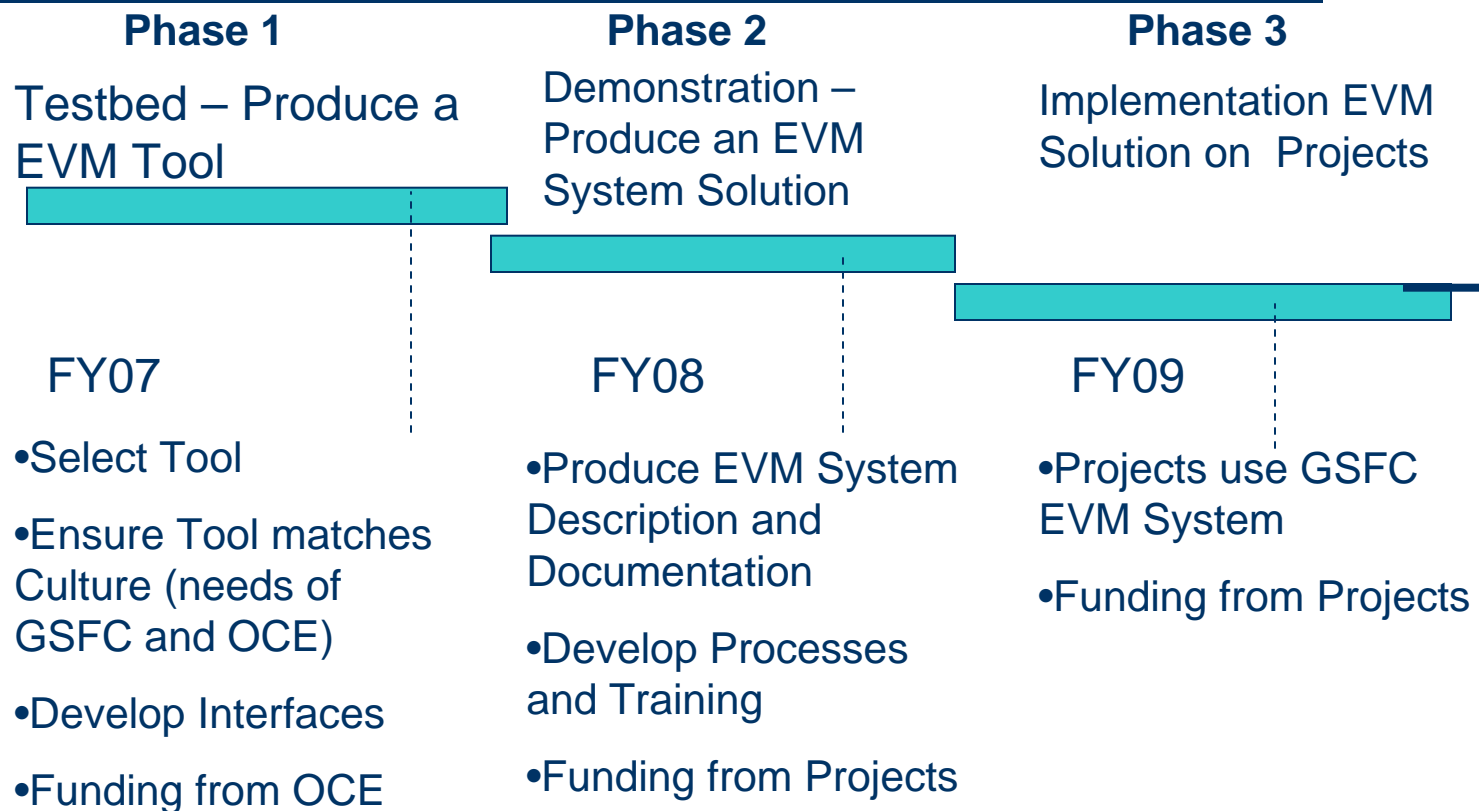 Phase 1
Testbed – Produce a
EVM Tool
Phase 2
Demonstration –
Produce an EVM
System Solution
Phase 3
Implementation EVM
Solution on Projects
FY07
•Select Tool
•Ensure Tool matches
Culture (needs of
GSFC and OCE)
•Develop Interfaces
•Funding from OCE
FY08
•Produce EVM System
Description and
Documentation
•Develop Processes
and Training
•Funding from Projects
FY09
•Projects use GSFC
EVM System
•Funding from Projects